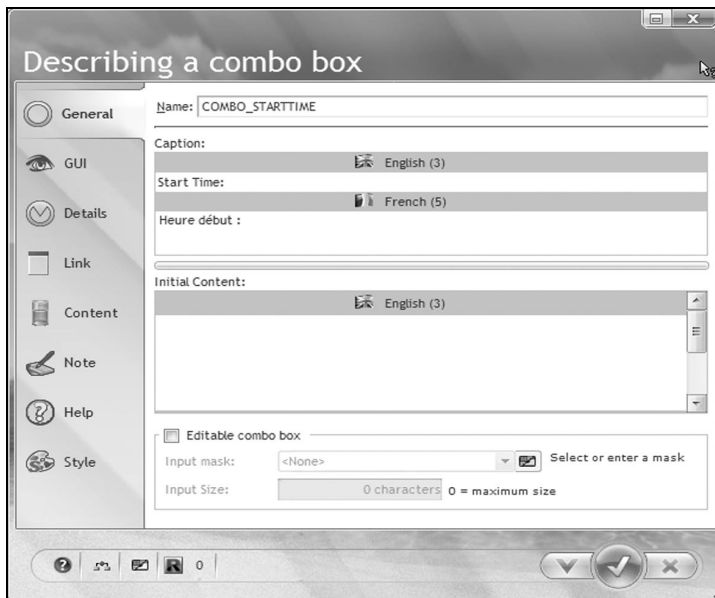 Describing a combo box
General
GUI
Details
Link
Content
Note
Help
Style
Name: COMBO_STARTTIME
Caption:
English (3)
Start Time:
French (5)
Heure début :
Initial Content:
English (3)
Editable combo box
Input mask: <None> Select or enter a mask
Input Size: 0 characters 0 = maximum size
? R 0